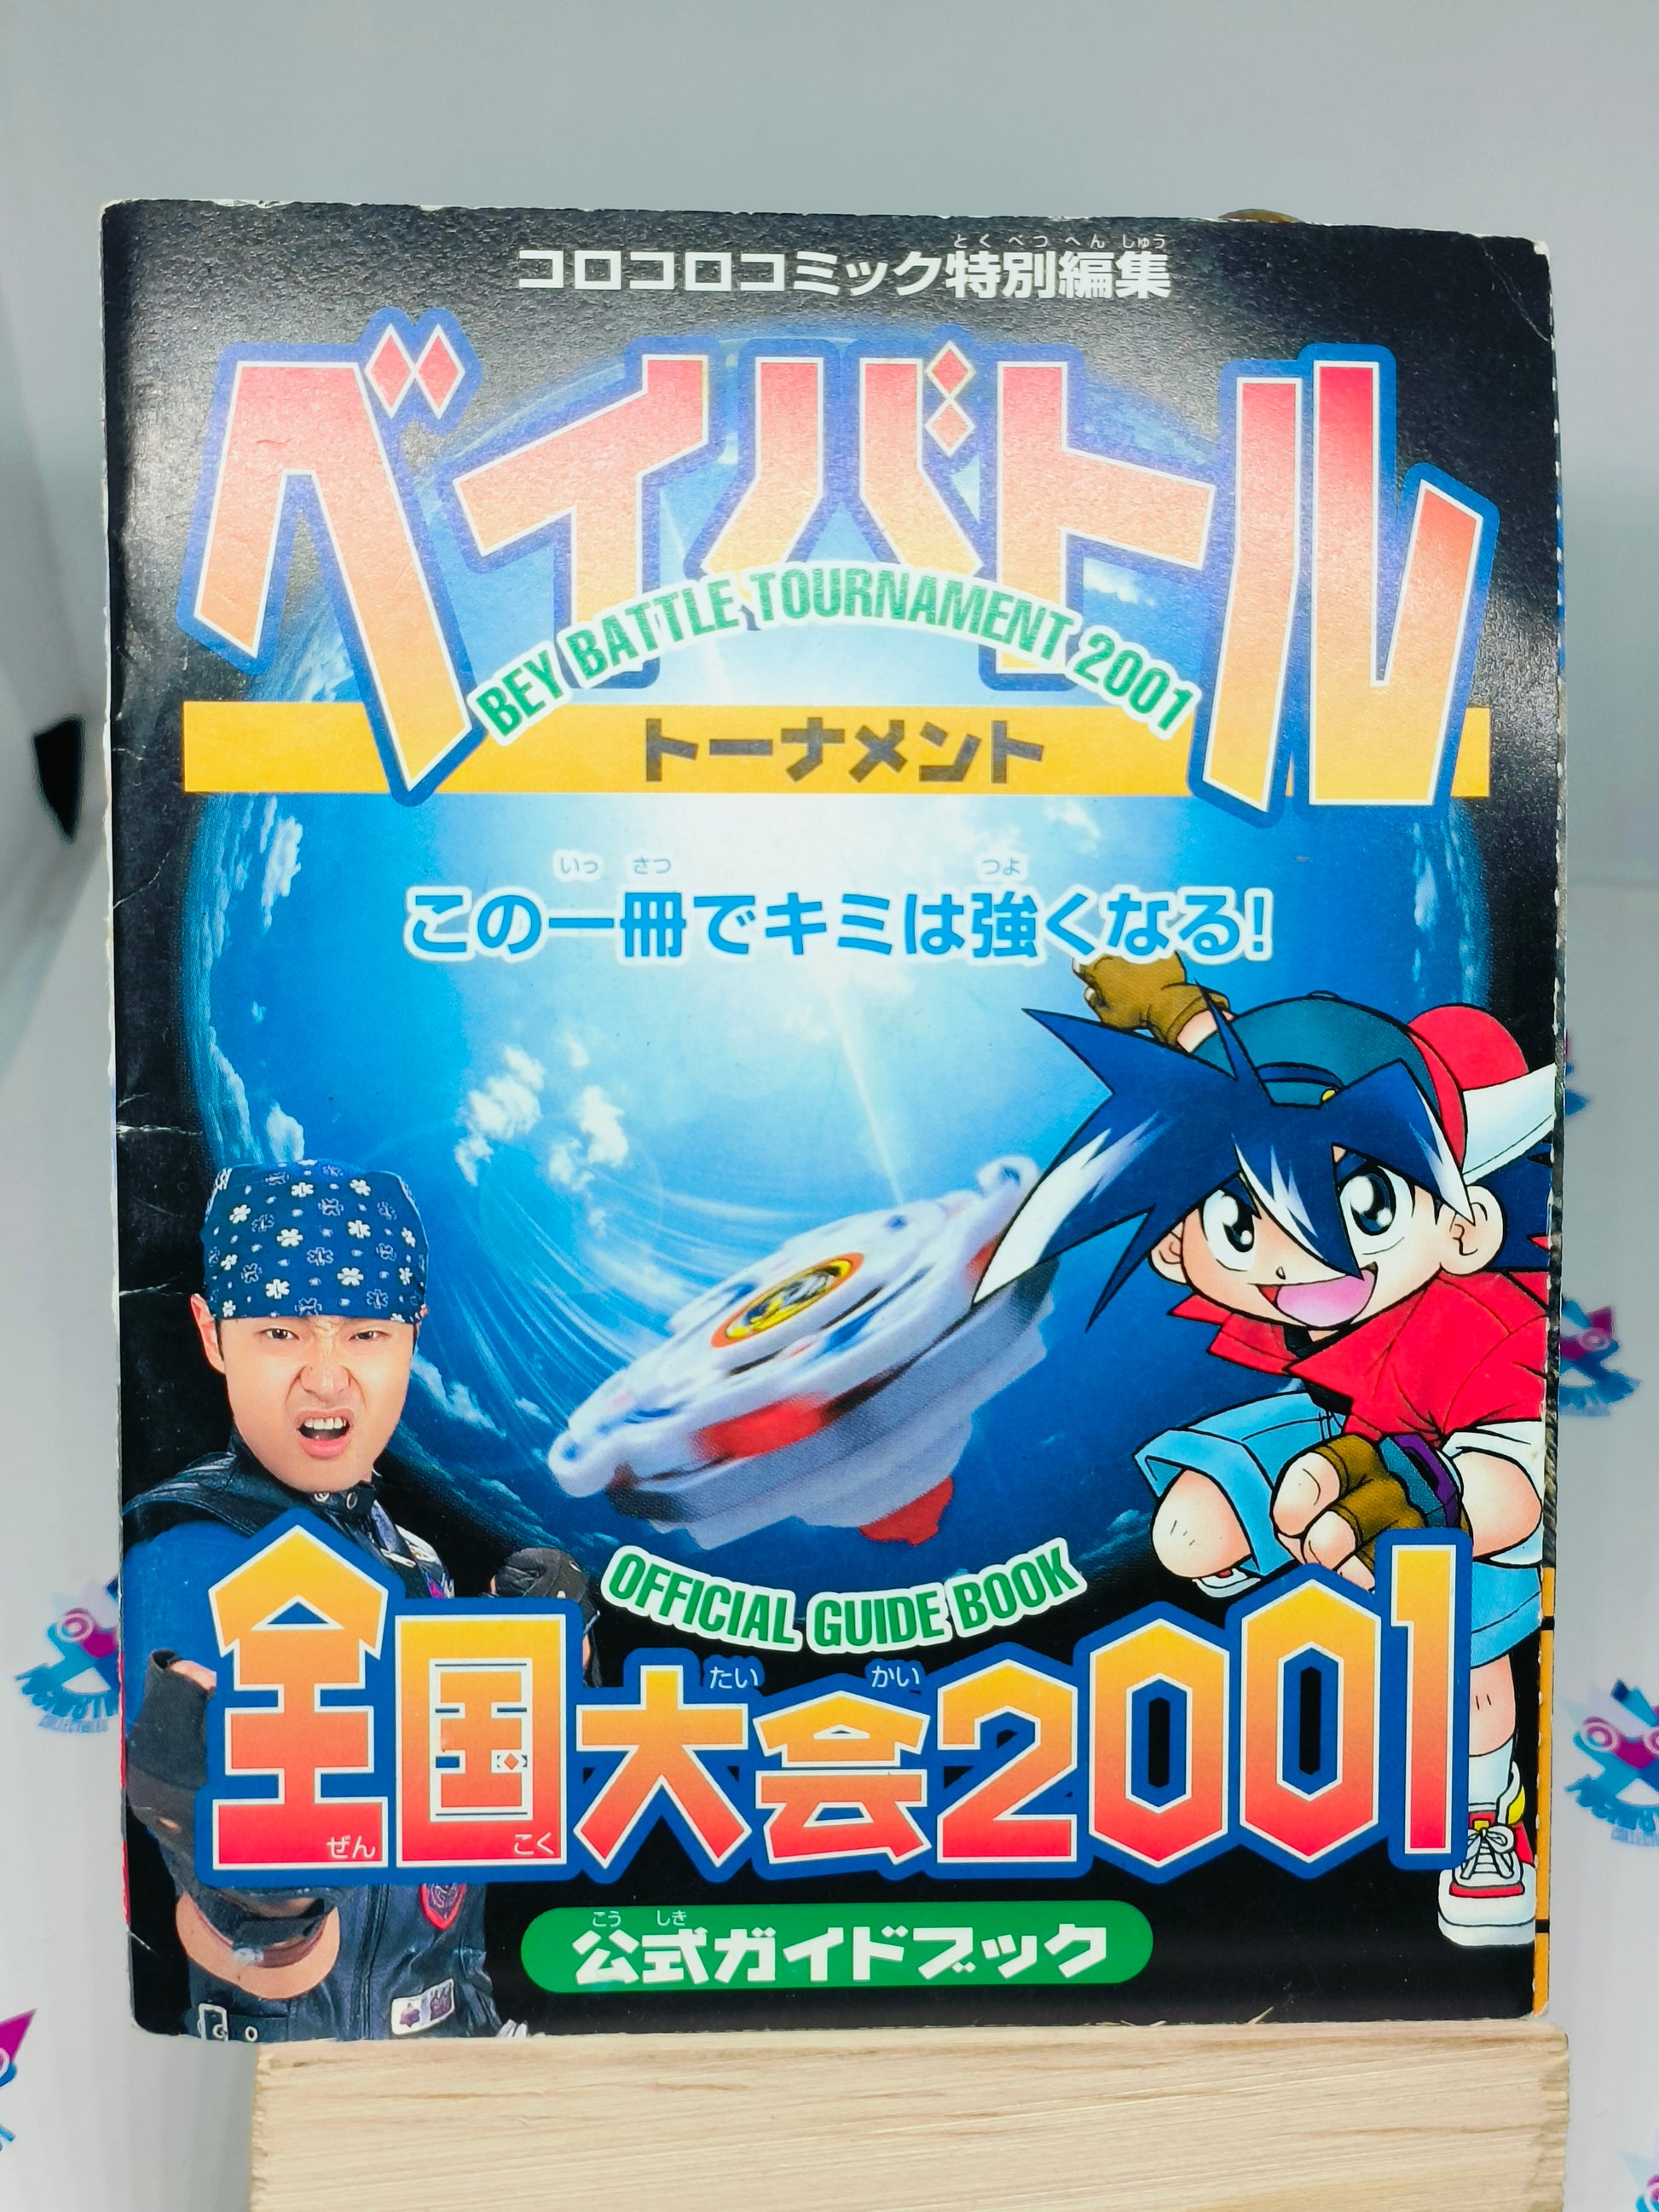 とくべつへんしゅう
コロコロコミック特別編集
ベイバトル
BEY BATTLE TOURNAMENT 2001
トーナメント
いっ さつ つよ
この一冊でキミは強くなる!
OFFICIAL GUIDE BOOK
たい かい
全国大会2001
ぜん こく
こう しき
公式ガイドブック